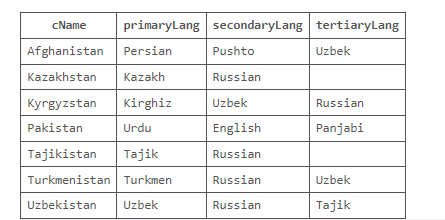 cName primaryLang secondaryLang tertiaryLang
Afghanistan Persian Pushto Uzbek
Kazakhstan Kazakh Russian
Kyrgyzstan Kirghiz Uzbek Russian
Pakistan Urdu English Panjabi
Tajikistan Tajik Russian
Turkmenistan Turkmen Russian Uzbek
Uzbekistan Uzbek Russian Tajik